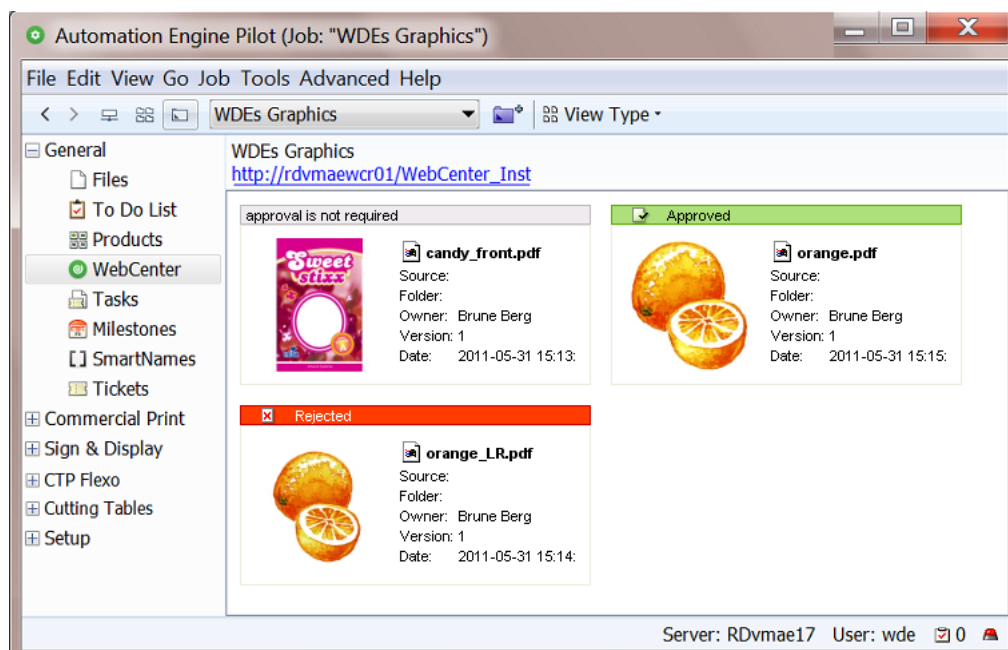 Automation Engine Pilot (Job: "WDEs Graphics")
File Edit View Go Job Tools Advanced Help
WDEs Graphics
View Type
General
Files
To Do List
Products
WebCenter
Tasks
Milestones
SmartNames
Tickets
Commercial Print
Sign & Display
CTP Flexo
Cutting Tables
Setup
WDEs Graphics
http://rdvmaewcr01/WebCenter_Inst
approval is not required
Sweet
stixx
candy_front.pdf
Source:
Folder:
Owner: Brune Berg
Version: 1
Date: 2011-05-31 15:13:
Approved
orange.pdf
Source:
Folder:
Owner: Brune Berg
Version: 1
Date: 2011-05-31 15:15:
Rejected
orange_LR.pdf
Source:
Folder:
Owner: Brune Berg
Version: 1
Date: 2011-05-31 15:14:
Server: RDvmae17 User: wde 0